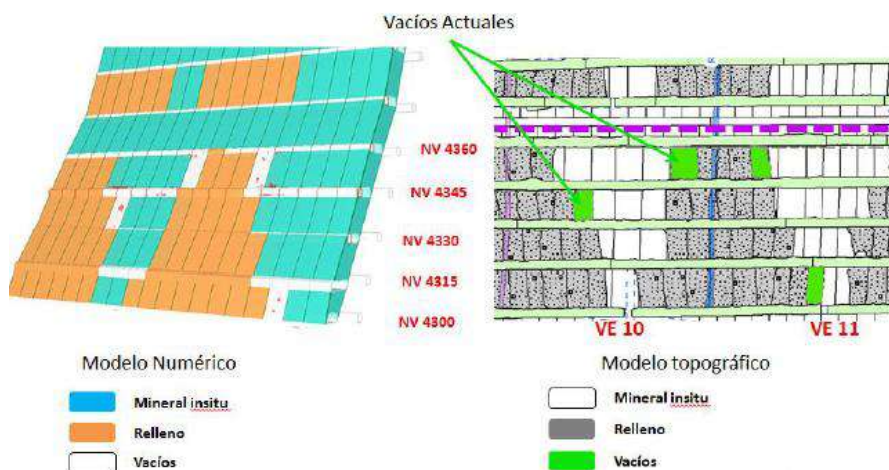 Vacíos Actuales
NV 4360
NV 4345
NV 4330
NV 4315
NV 4300
VE 10
VE 11
Modelo Numérico
Mineral insitu
Relleno
Vacíos
Modelo topográfico
Mineral insitu
Relleno
Vacíos